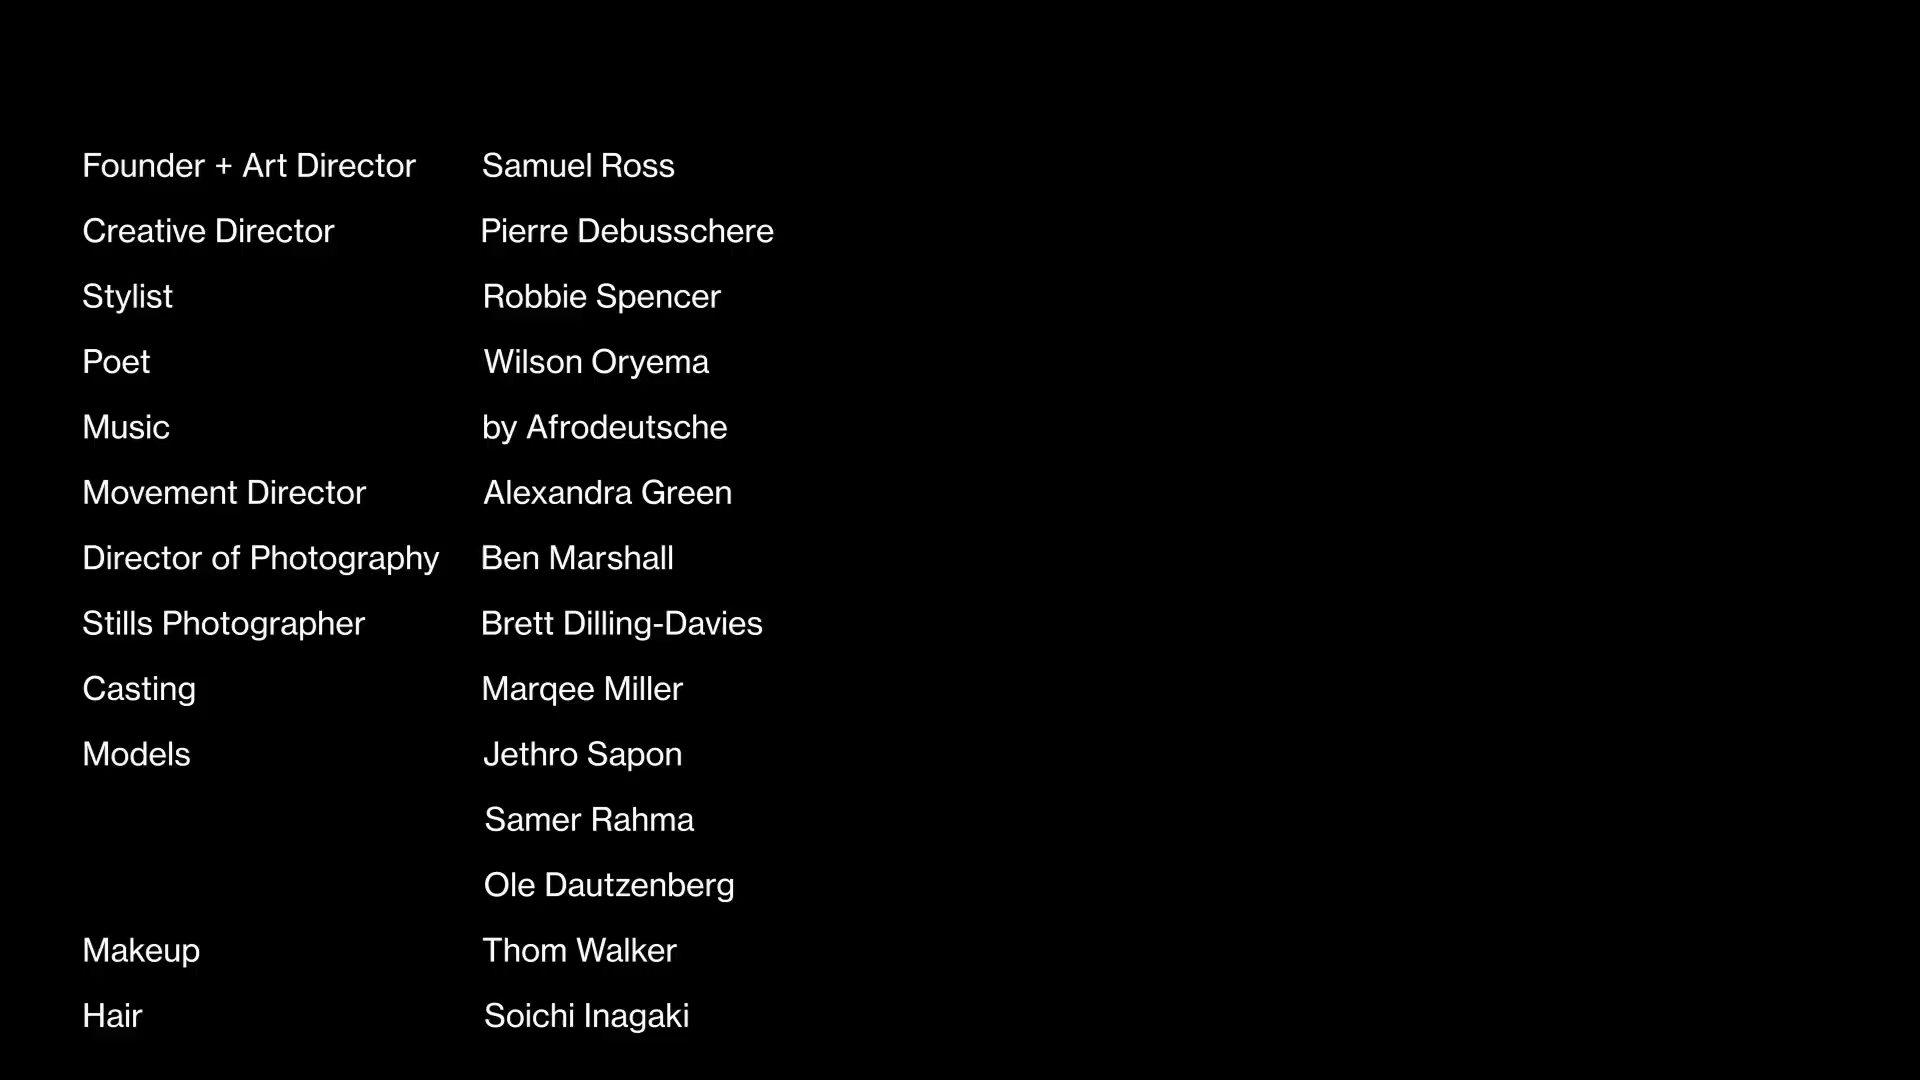 Founder + Art Director Samuel Ross
Creative Director Pierre Debusschere
Stylist Robbie Spencer
Poet Wilson Oryema
Music by Afrodeutsche
Movement Director Alexandra Green
Director of Photography Ben Marshall
Stills Photographer Brett Dilling-Davies
Casting Marqee Miller
Models Jethro Sapon
Samer Rahma
Ole Dautzenberg
Makeup Thom Walker
Hair Soichi Inagaki